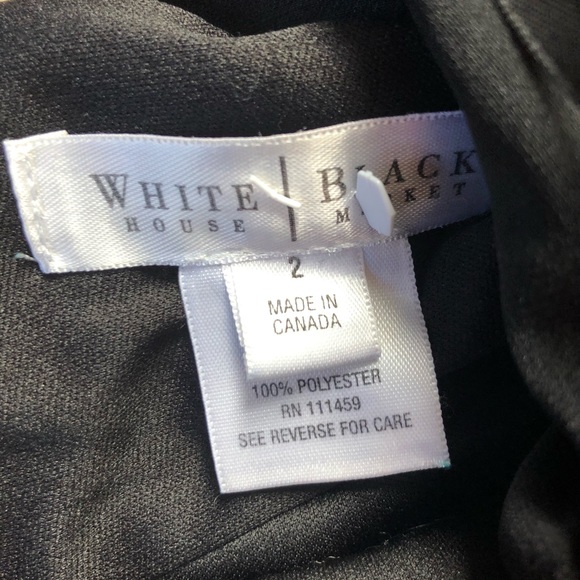 WHITE | BLACK
HOUSE MARKET
2
MADE IN
CANADA
100% POLYESTER
RN 111459
SEE REVERSE FOR CARE